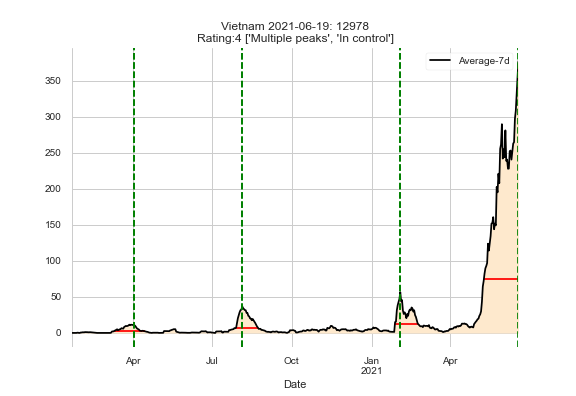 Vietnam 2021-06-19: 12978
Rating:4 ['Multiple peaks', 'In control']
Average-7d
350
300
250
200
150
100
50
0
Apr
Jul
Oct
Jan
2021
Apr
Date